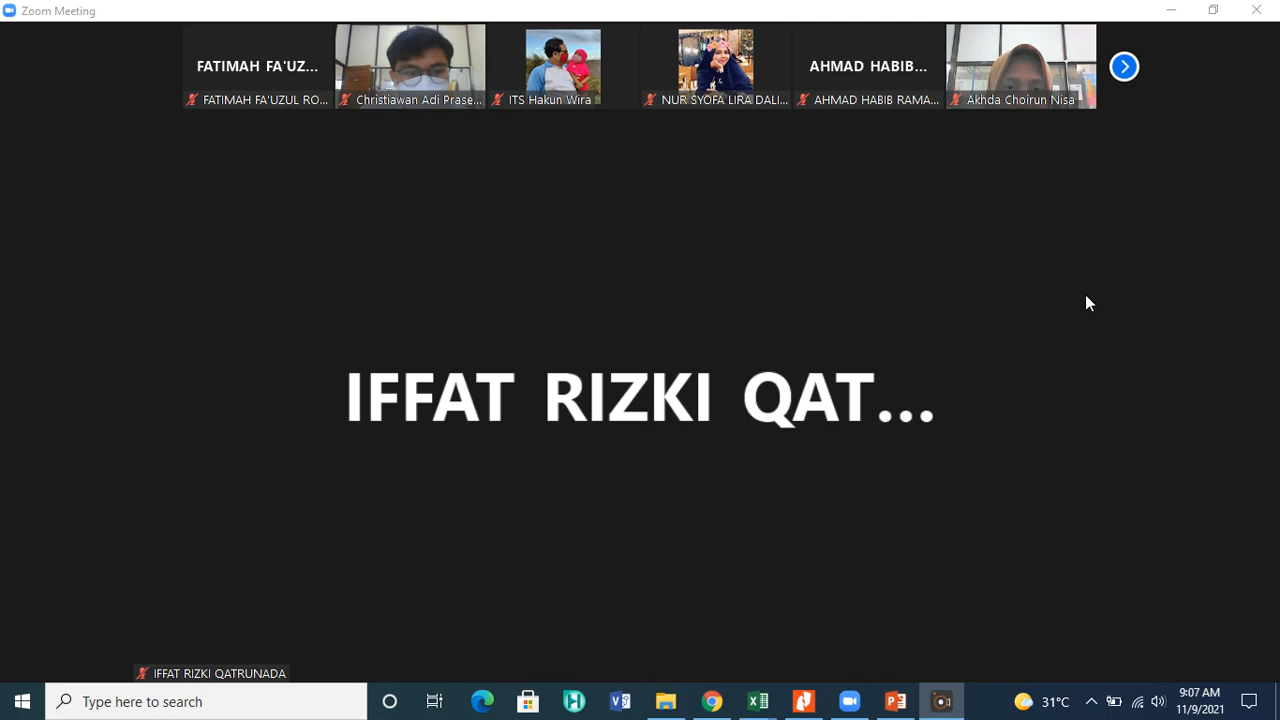 Zoom Meeting
FATIMAH FA'UZ...
AHMAD HABIB...
FATIMAH FA'UZUL RO...
Christiawan Adi Prase...
ITS Hakun Wira
NUR SYOFA LIRA DALI...
AHMAD HABIB RAMA...
Akhda Choirun Nisa
IFFAT RIZKI QAT...
IFFAT RIZKI QATRUNADA
Type here to search
31°C
9:07 AM
11/9/2021